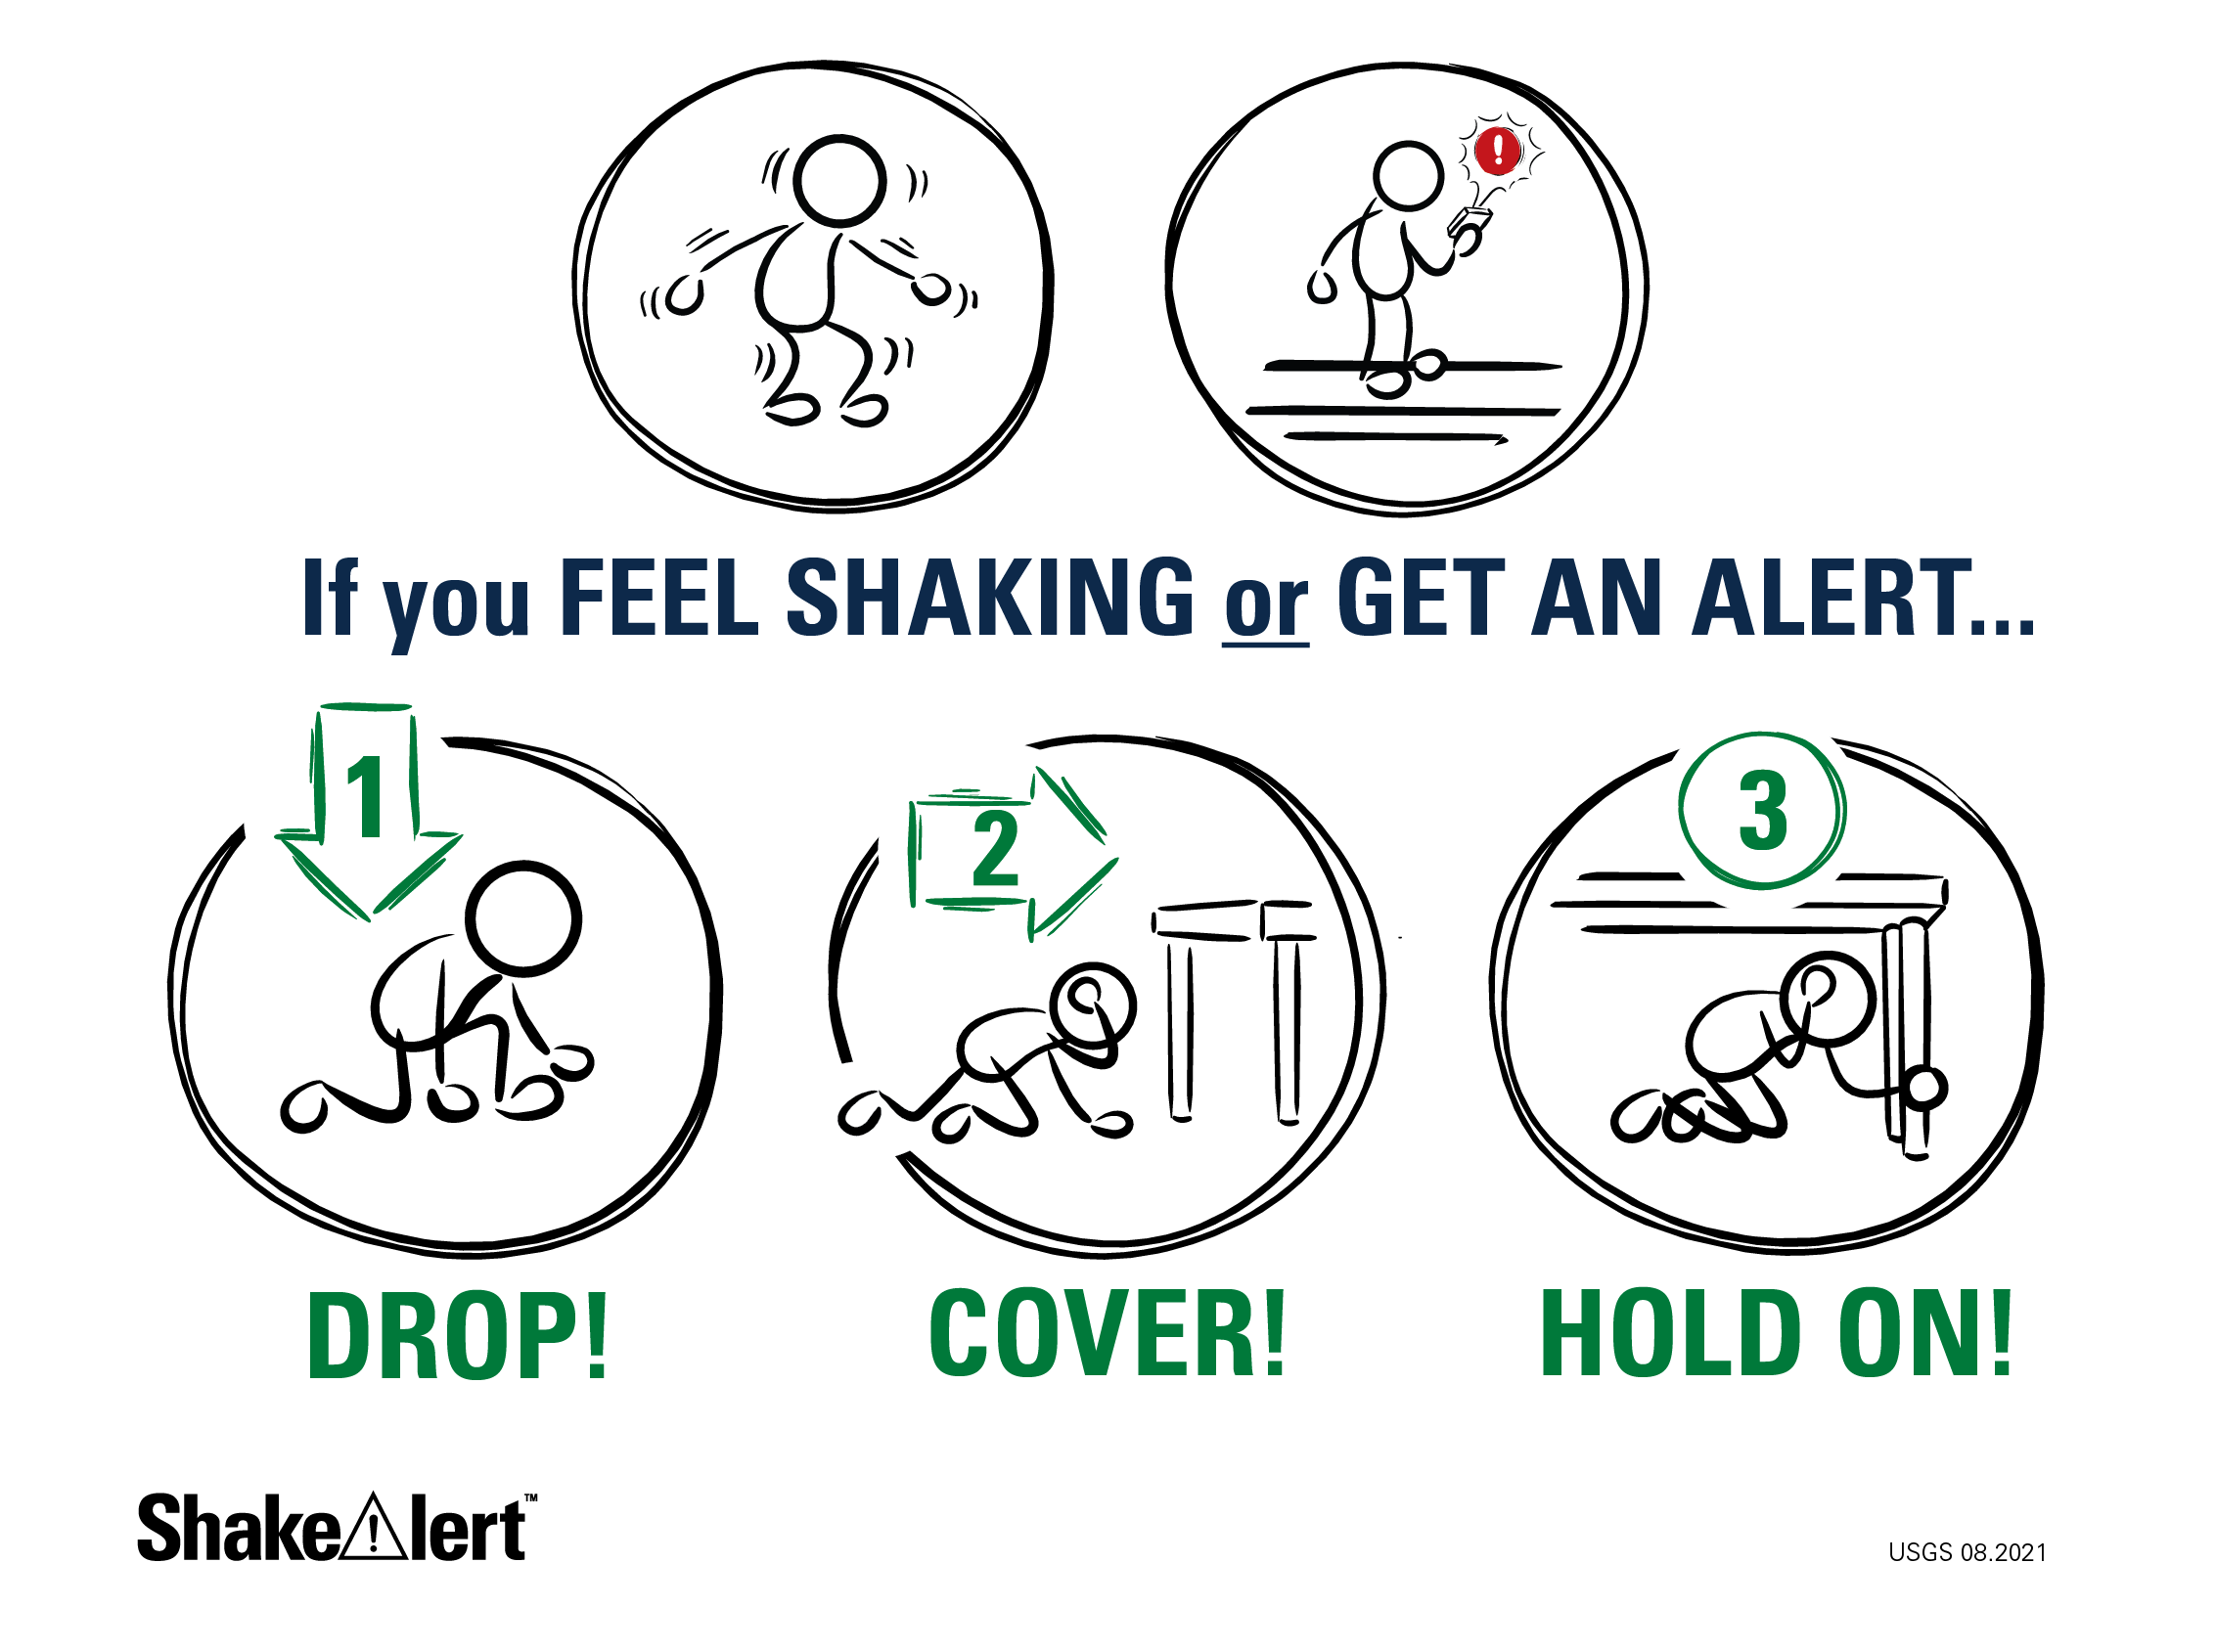 !
If you FEEL SHAKING or GET AN ALERT...
1
2
3
DROP!
COVER!
HOLD ON!
ShakeAlert™
USGS 08.2021